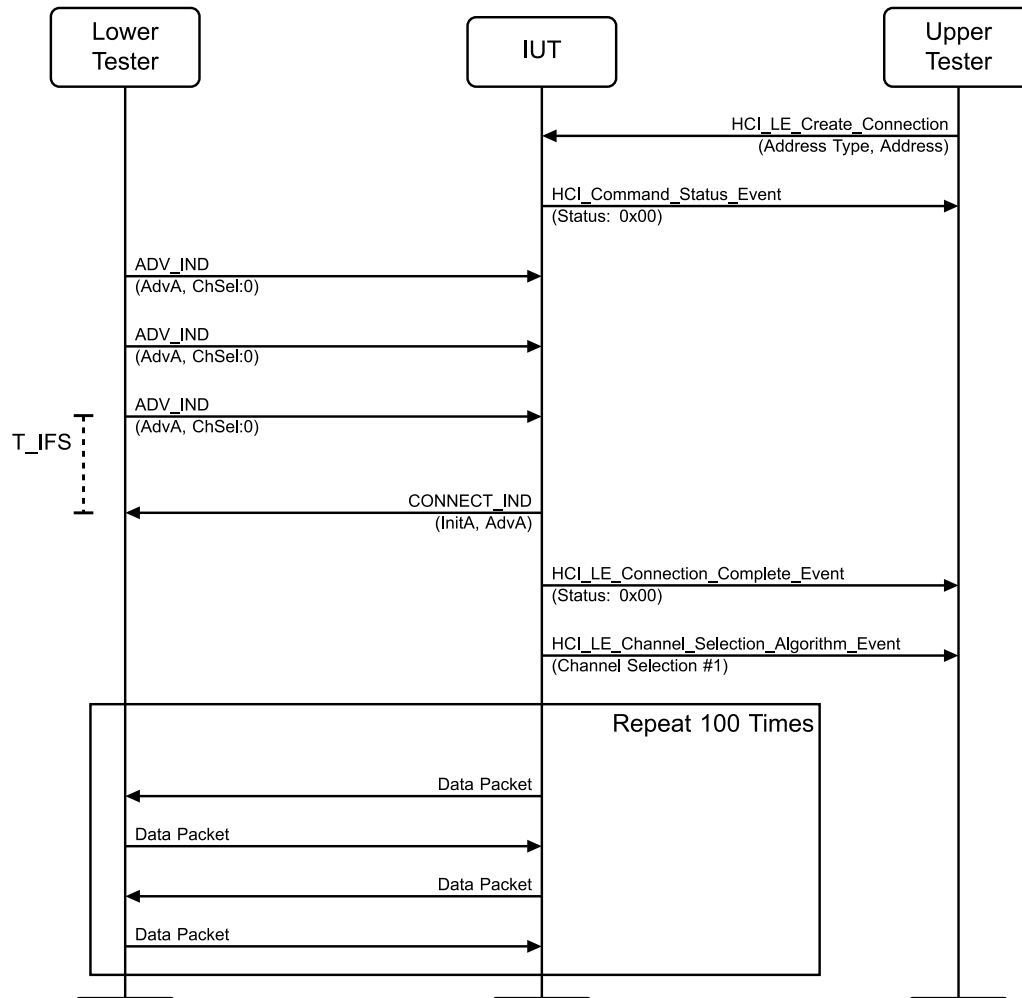 Lower
Tester
IUT
Upper
Tester
HCI_LE_Create_Connection
(Address Type, Address)
HCI_Command_Status_Event
(Status: 0x00)
ADV_IND
(AdvA, ChSel:0)
ADV_IND
(AdvA, ChSel:0)
ADV_IND
(AdvA, ChSel:0)
T_IFS
CONNECT_IND
(InitA, AdvA)
HCI_LE_Connection_Complete_Event
(Status: 0x00)
HCI_LE_Channel_Selection_Algorithm_Event
(Channel Selection #1)
Repeat 100 Times
Data Packet
Data Packet
Data Packet
Data Packet